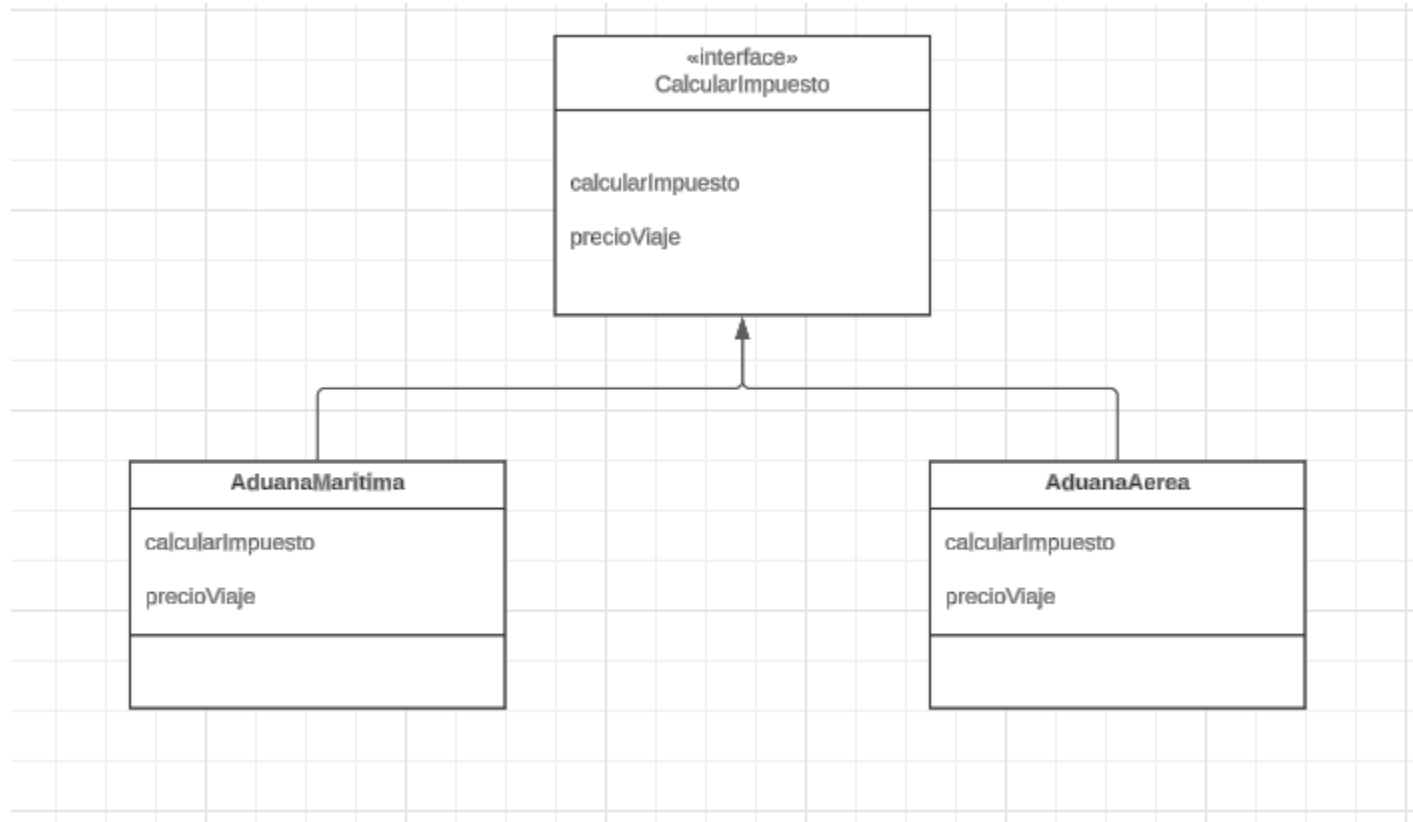 «interface»
CalcularImpuesto
calcularImpuesto
precioViaje
AduanaMaritima
calcularImpuesto
precioViaje
AduanaAerea
calcularImpuesto
precioViaje